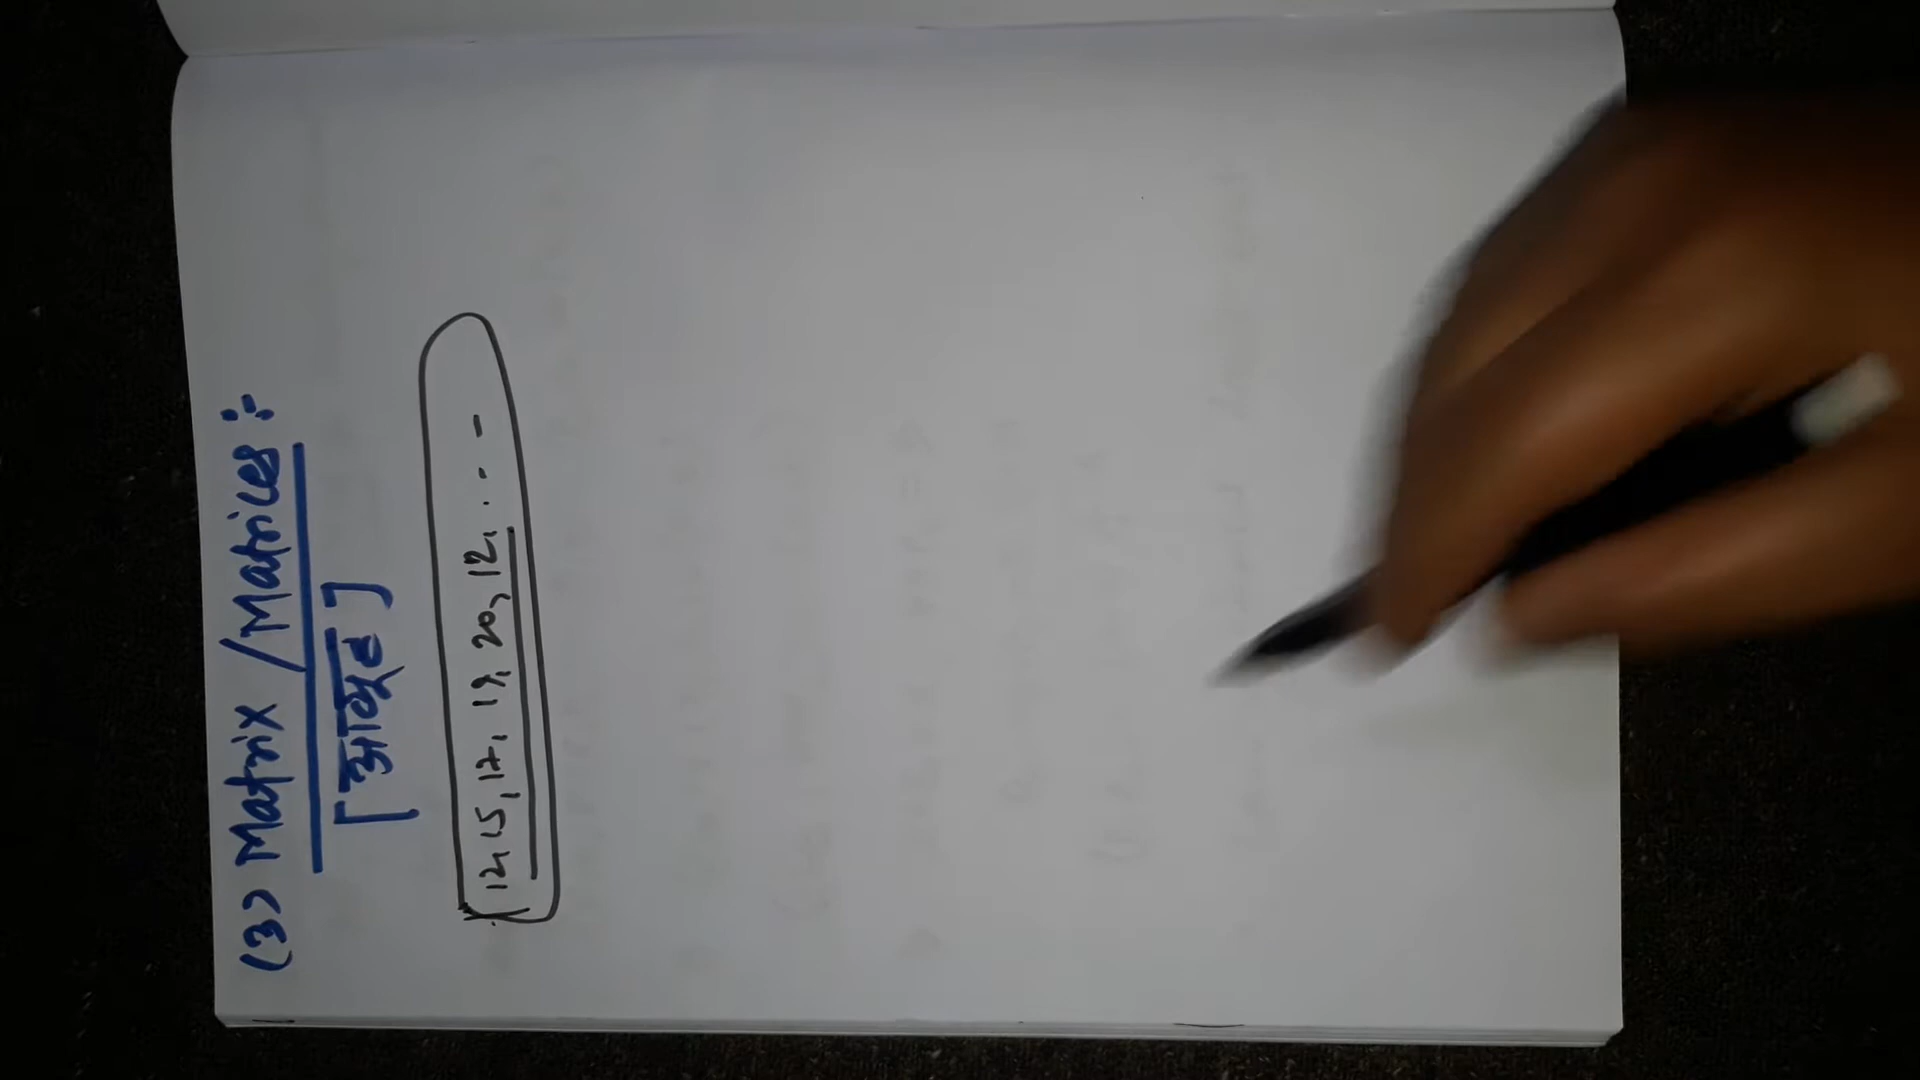 (3) Matrix / Matrices :-
[ आव्यूह ]
12, 15, 17, 19, 20, 12, . . . -